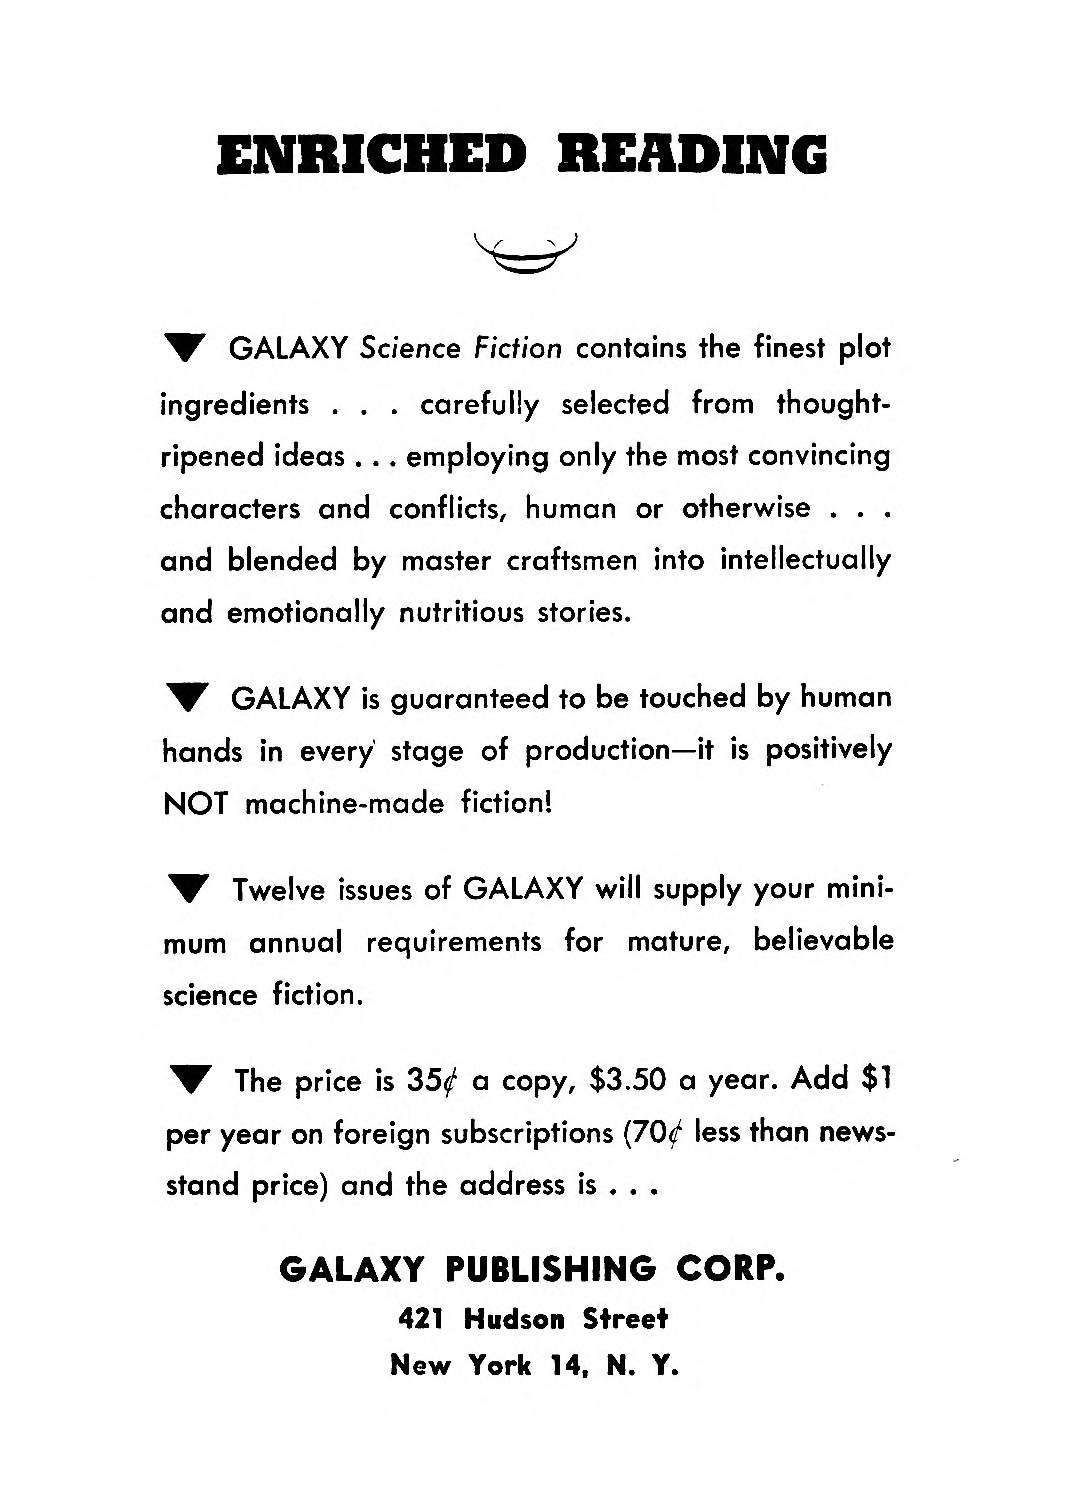 ENRICHED READING
▼ GALAXY Science Fiction contains the finest plot
ingredients . . . carefully selected from thought-
ripened ideas . . . employing only the most convincing
characters and conflicts, human or otherwise . . .
and blended by master craftsmen into intellectually
and emotionally nutritious stories.
▼ GALAXY is guaranteed to be touched by human
hands in every stage of production—it is positively
NOT machine-made fiction!
▼ Twelve issues of GALAXY will supply your mini-
mum annual requirements for mature, believable
science fiction.
▼ The price is 35¢ a copy, $3.50 a year. Add $1
per year on foreign subscriptions (70¢ less than news-
stand price) and the address is . . .
GALAXY PUBLISHING CORP.
421 Hudson Street
New York 14, N. Y.